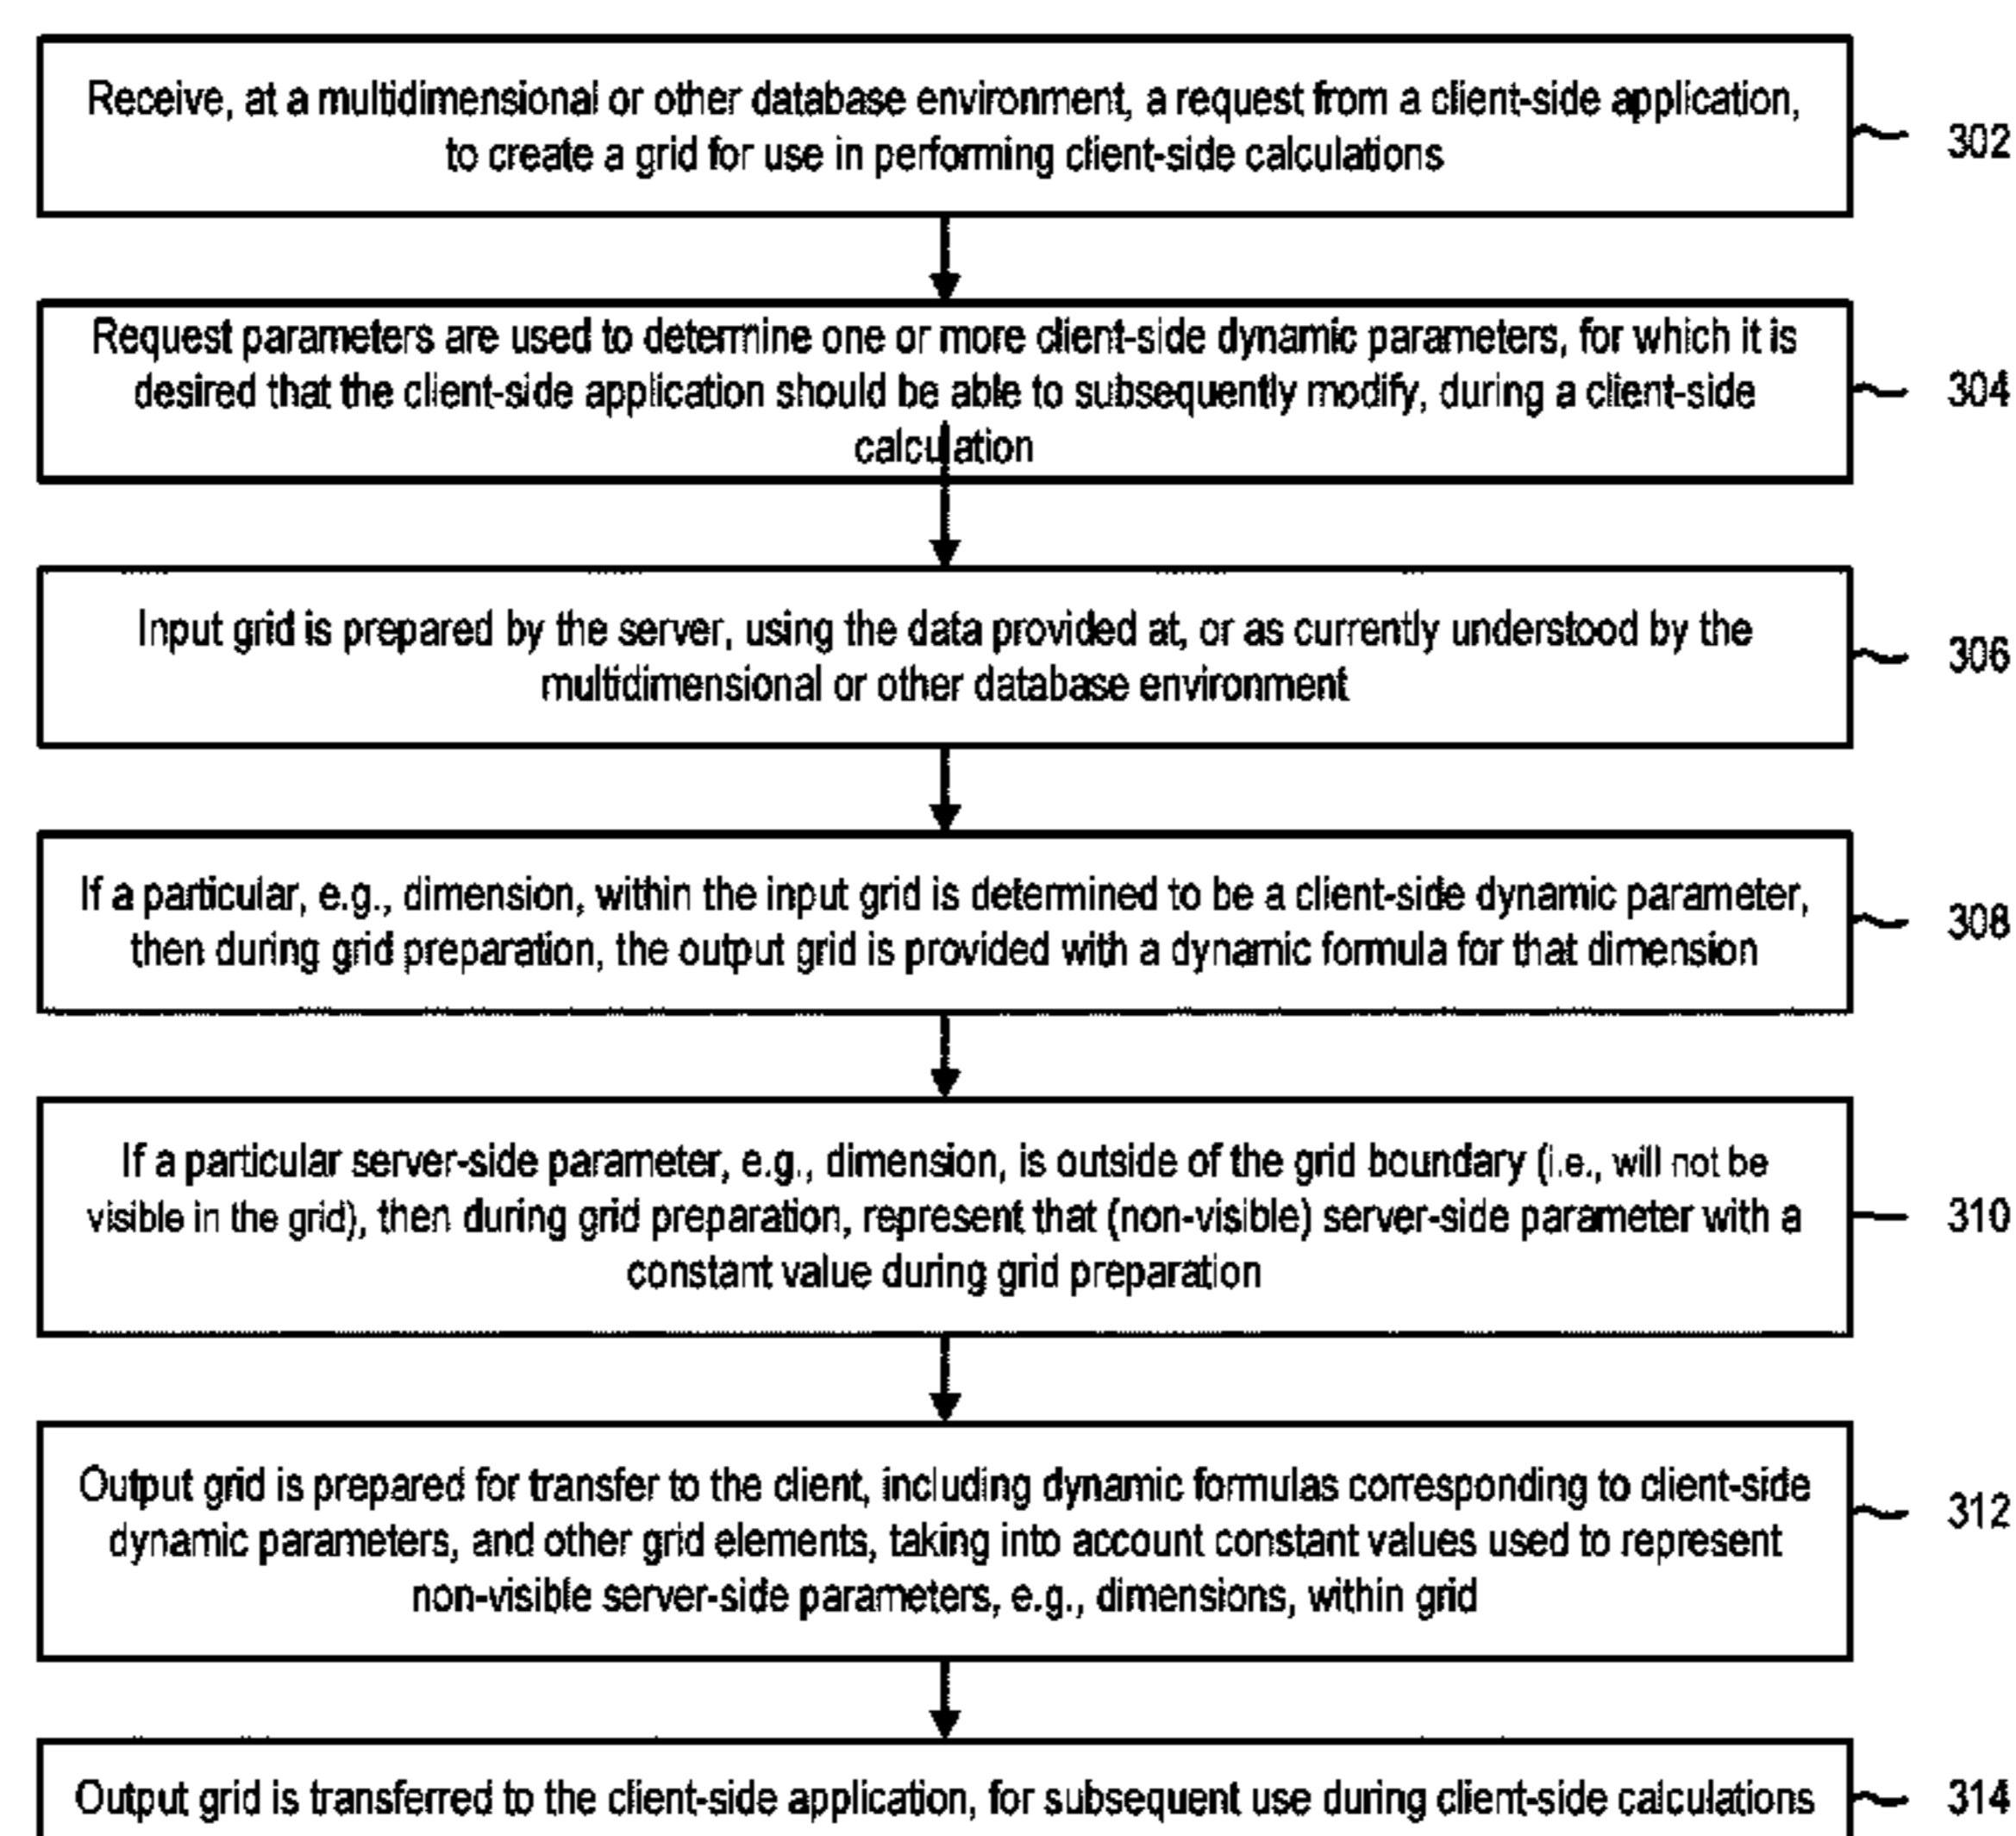 Receive, at a multidimensional or other database environment, a request from a client-side application,
to create a grid for use in performing client-side calculations
302
Request parameters are used to determine one or more client-side dynamic parameters, for which it is
desired that the client-side application should be able to subsequently modify, during a client-side
calculation
304
Input grid is prepared by the server, using the data provided at, or as currently understood by the
multidimensional or other database environment
306
If a particular, e.g., dimension, within the input grid is determined to be a client-side dynamic parameter,
then during grid preparation, the output grid is provided with a dynamic formula for that dimension
308
If a particular server-side parameter, e.g., dimension, is outside of the grid boundary (i.e., will not be
visible in the grid), then during grid preparation, represent that (non-visible) server-side parameter with a
constant value during grid preparation
310
Output grid is prepared for transfer to the client, including dynamic formulas corresponding to client-side
dynamic parameters, and other grid elements, taking into account constant values used to represent
non-visible server-side parameters, e.g., dimensions, within grid
312
Output grid is transferred to the client-side application, for subsequent use during client-side calculations
314